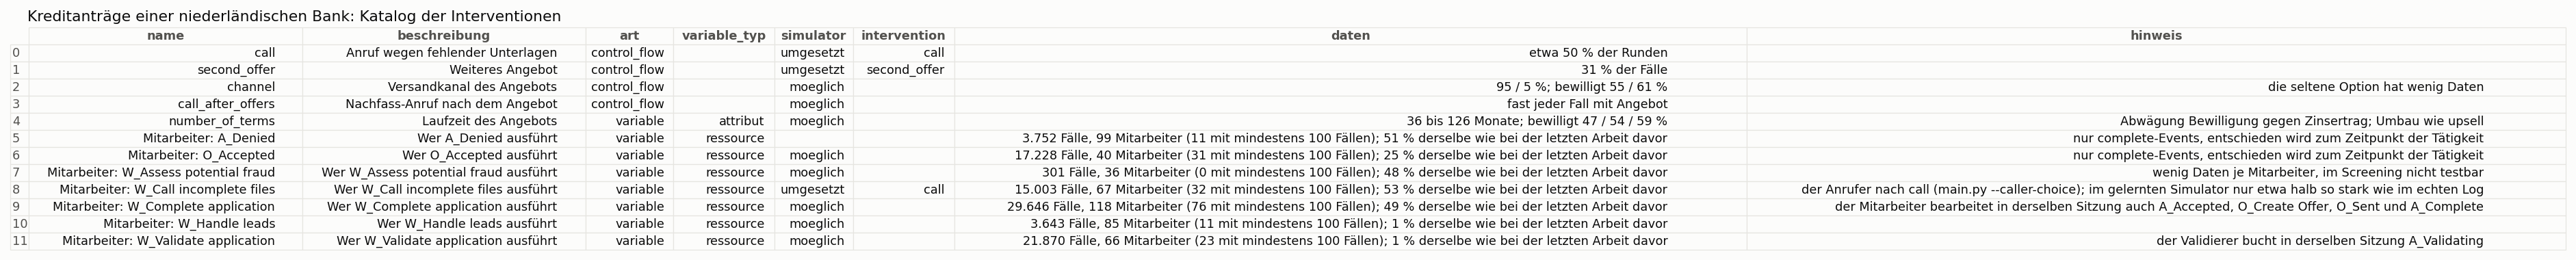 Kreditanträge einer niederländischen Bank: Katalog der Interventionen
name beschreibung art variable_typ simulator intervention daten hinweis
0 call Anruf wegen fehlender Unterlagen control_flow umgesetzt call etwa 50 % der Runden
1 second_offer Weiteres Angebot control_flow umgesetzt second_offer 31 % der Fälle
2 channel Versandkanal des Angebots control_flow moeglich 95 / 5 %; bewilligt 55 / 61 % die seltene Option hat wenig Daten
3 call_after_offers Nachfass-Anruf nach dem Angebot control_flow moeglich fast jeder Fall mit Angebot
4 number_of_terms Laufzeit des Angebots variable attribut moeglich 36 bis 126 Monate; bewilligt 47 / 54 / 59 % Abwägung Bewilligung gegen Zinsertrag; Umbau wie upsell
5 Mitarbeiter: A_Denied Wer A_Denied ausführt variable ressource 3.752 Fälle, 99 Mitarbeiter (11 mit mindestens 100 Fällen); 51 % derselbe wie bei der letzten Arbeit davor nur complete-Events, entschieden wird zum Zeitpunkt der Tätigkeit
6 Mitarbeiter: O_Accepted Wer O_Accepted ausführt variable ressource moeglich 17.228 Fälle, 40 Mitarbeiter (31 mit mindestens 100 Fällen); 25 % derselbe wie bei der letzten Arbeit davor nur complete-Events, entschieden wird zum Zeitpunkt der Tätigkeit
7 Mitarbeiter: W_Assess potential fraud Wer W_Assess potential fraud ausführt variable ressource moeglich 301 Fälle, 36 Mitarbeiter (0 mit mindestens 100 Fällen); 48 % derselbe wie bei der letzten Arbeit davor wenig Daten je Mitarbeiter, im Screening nicht testbar
8 Mitarbeiter: W_Call incomplete files Wer W_Call incomplete files ausführt variable ressource umgesetzt call 15.003 Fälle, 67 Mitarbeiter (32 mit mindestens 100 Fällen); 53 % derselbe wie bei der letzten Arbeit davor der Anrufer nach call (main.py --caller-choice); im gelernten Simulator nur etwa halb so stark wie im echten Log
9 Mitarbeiter: W_Complete application Wer W_Complete application ausführt variable ressource moeglich 29.646 Fälle, 118 Mitarbeiter (76 mit mindestens 100 Fällen); 49 % derselbe wie bei der letzten Arbeit davor der Mitarbeiter bearbeitet in derselben Sitzung auch A_Accepted, O_Create Offer, O_Sent und A_Complete
10 Mitarbeiter: W_Handle leads Wer W_Handle leads ausführt variable ressource moeglich 3.643 Fälle, 85 Mitarbeiter (11 mit mindestens 100 Fällen); 1 % derselbe wie bei der letzten Arbeit davor
11 Mitarbeiter: W_Validate application Wer W_Validate application ausführt variable ressource moeglich 21.870 Fälle, 66 Mitarbeiter (23 mit mindestens 100 Fällen); 1 % derselbe wie bei der letzten Arbeit davor der Validierer bucht in derselben Sitzung A_Validating